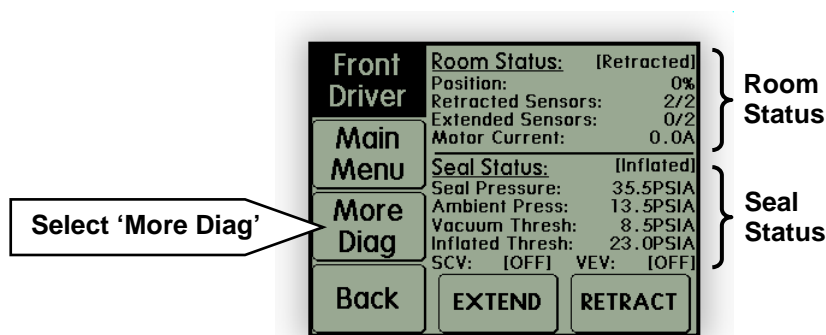 Front
Driver
Main
Menu
More
Diag
Back
Room Status: [Retracted]
Position: 0%
Retracted Sensors: 2/2
Extended Sensors: 0/2
Motor Current: 0.0A
Seal Status: [Inflated]
Seal Pressure: 35.5PSIA
Ambient Press: 13.5PSIA
Vacuum Thresh: 8.5PSIA
Inflated Thresh: 23.0PSIA
SCV: [OFF] VEV: [OFF]
EXTEND RETRACT
Select ‘More Diag’
Room
Status
Seal
Status